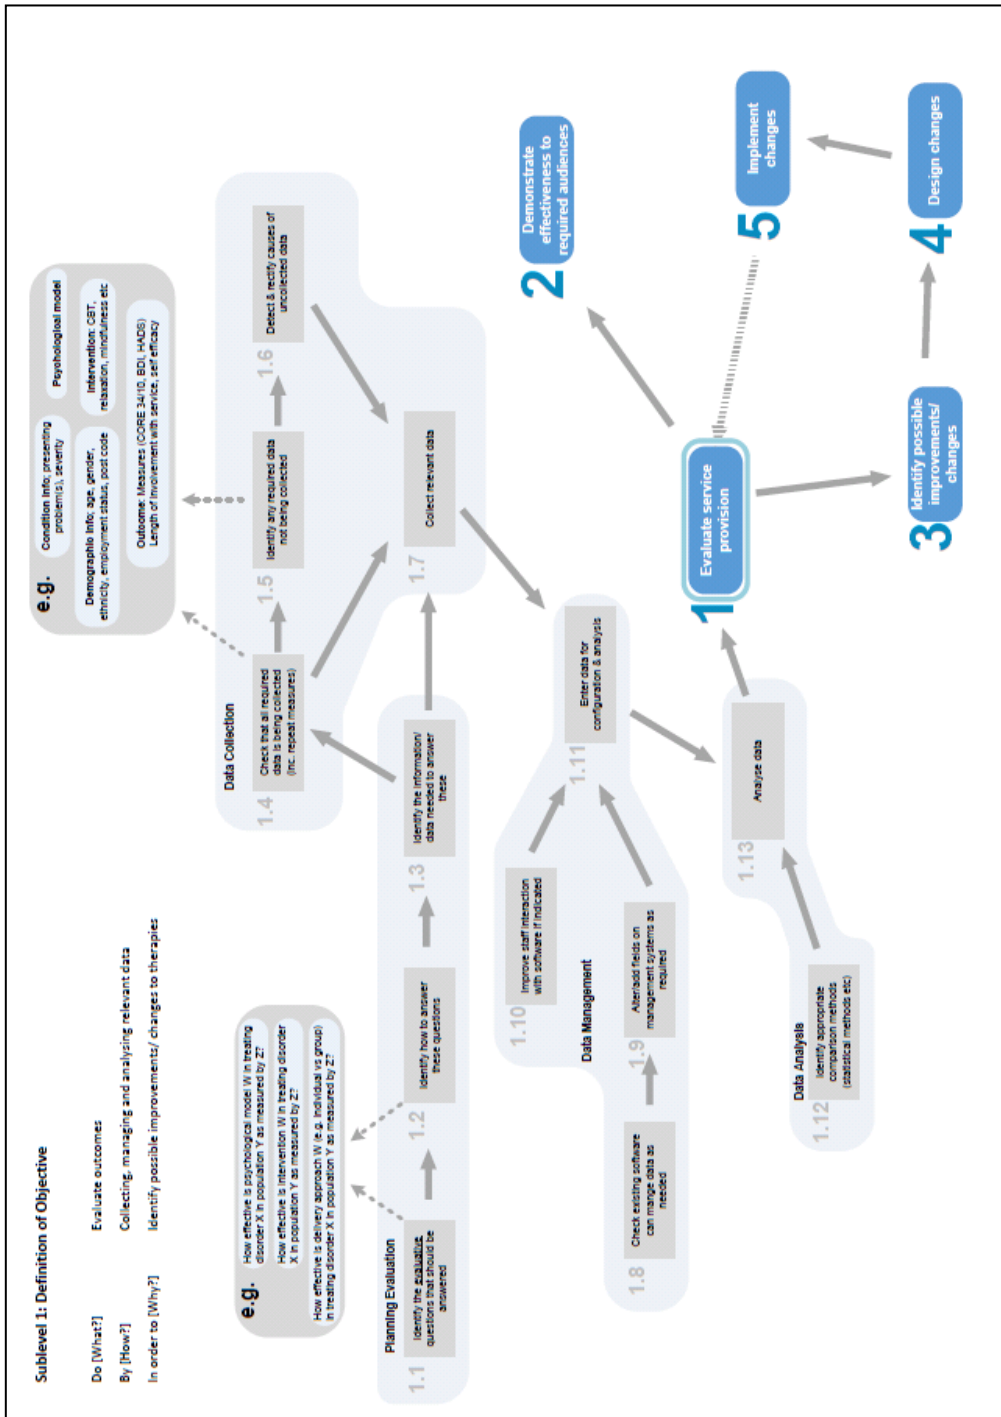 Sublevel 1: Definition of Objective
Do [What?] Evaluate outcomes
By [How?] Collecting, managing and analysing relevant data
In order to [Why?] Identify possible improvements/ changes to therapies
e.g.
How effective is psychological model W in treating
disorder X in population Y as measured by Z?
How effective is intervention W in treating disorder
X in population Y as measured by Z?
How effective is delivery approach W (e.g. individual vs group)
in treating disorder X in population Y as measured by Z?
e.g.
Condition info; presenting
problem(s), severity
Psychological model
Demographic info; age, gender,
ethnicity, employment status, post code
Intervention: CBT,
relaxation, mindfulness etc
Outcome: Measures (CORE 34/10, BDI, HADS)
Length of involvement with service, self efficacy
Planning Evaluation
1.1
Identify the evaluative
questions that should be
answered
1.2
Identify how to answer
these questions
1.3
Identify the information/
data needed to answer
these
Data Collection
1.4
Check that all required
data is being collected
(inc. repeat measures)
1.5
Identify any required data
not being collected
1.6
Detect & rectify causes of
uncollected data
1.7
Collect relevant data
Data Management
1.8
Check existing software
can mange data as
needed
1.9
Alter/add fields on
management systems as
required
1.10
Improve staff interaction
with software if indicated
1.11
Enter data for
configuration & analysis
Data Analysis
1.12
Identify appropriate
comparison methods
(statistical methods etc)
1.13
Analyse data
1
Evaluate service
provision
2
Demonstrate
effectiveness to
required audiences
3
Identify possible
improvements/
changes
4
Design changes
5
Implement
changes